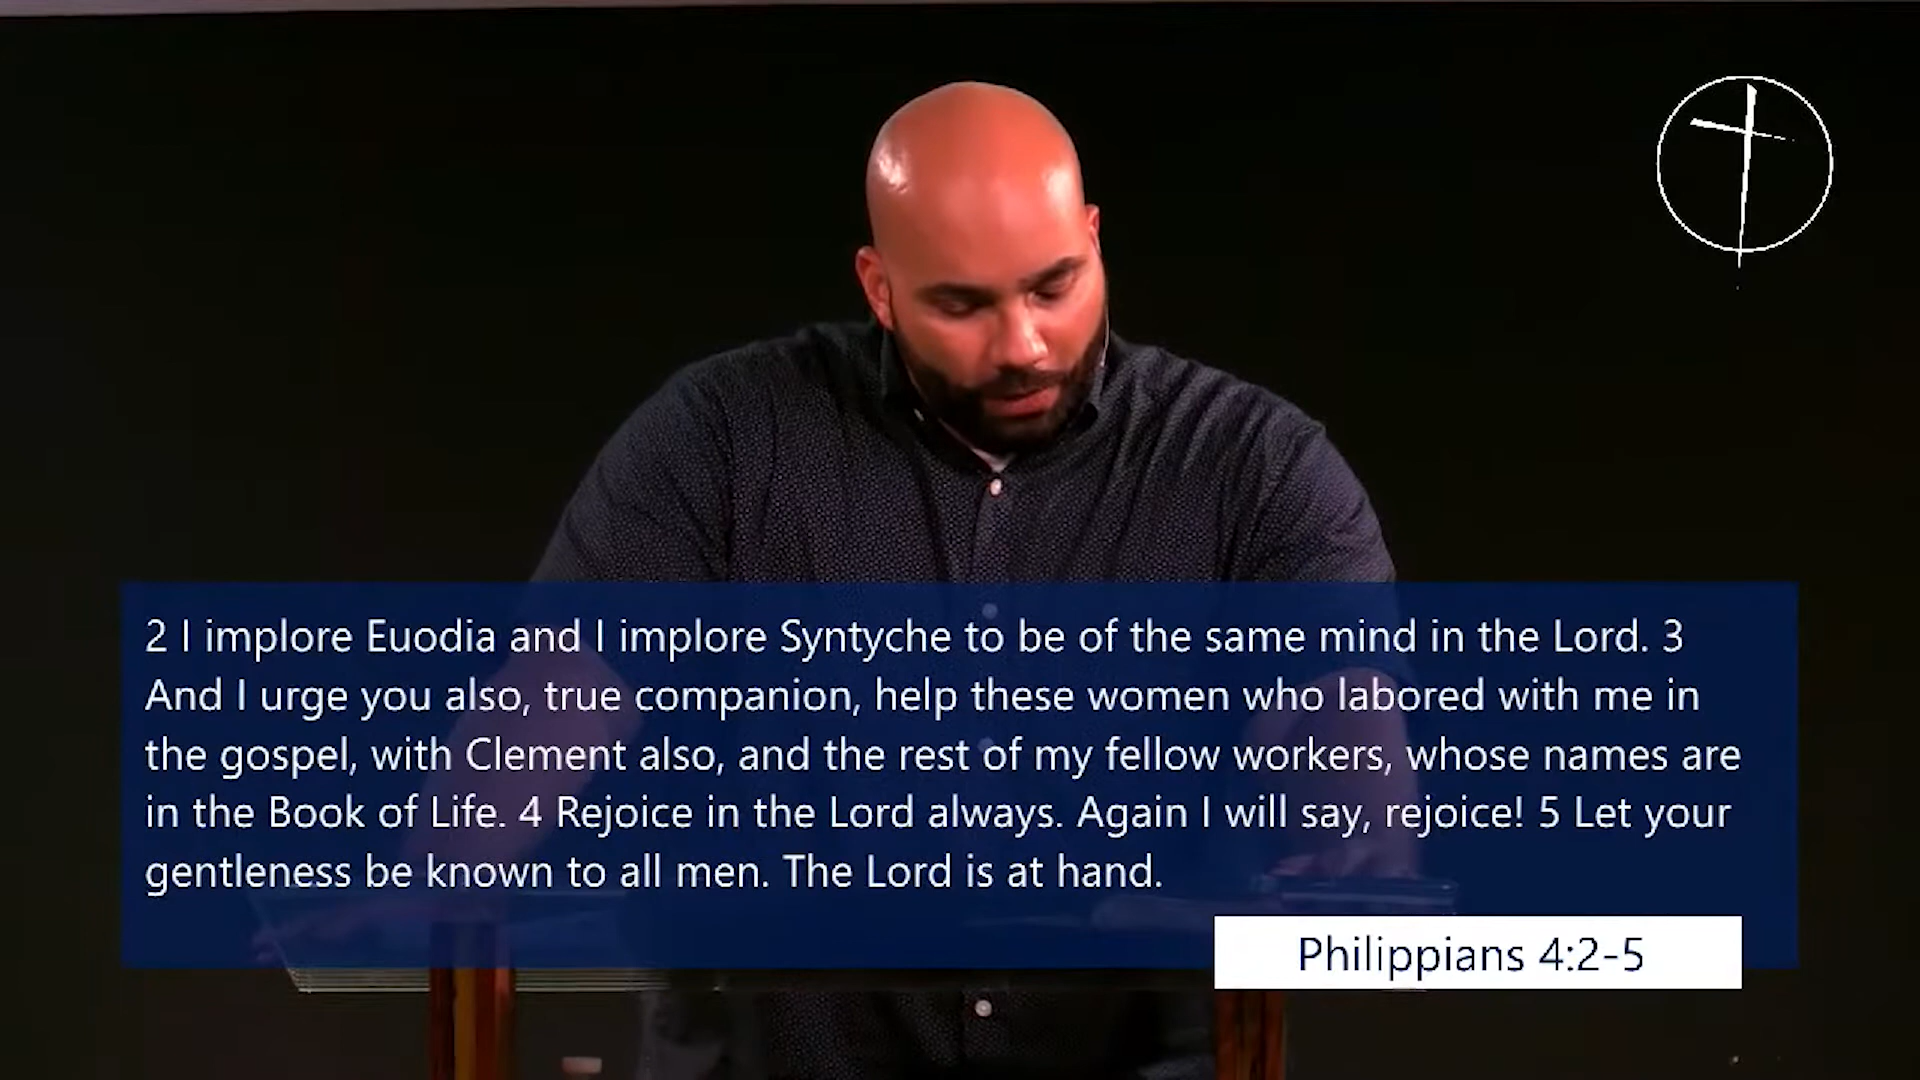 2 I implore Euodia and I implore Syntyche to be of the same mind in the Lord. 3
And I urge you also, true companion, help these women who labored with me in
the gospel, with Clement also, and the rest of my fellow workers, whose names are
in the Book of Life. 4 Rejoice in the Lord always. Again I will say, rejoice! 5 Let your
gentleness be known to all men. The Lord is at hand.
Philippians 4:2-5